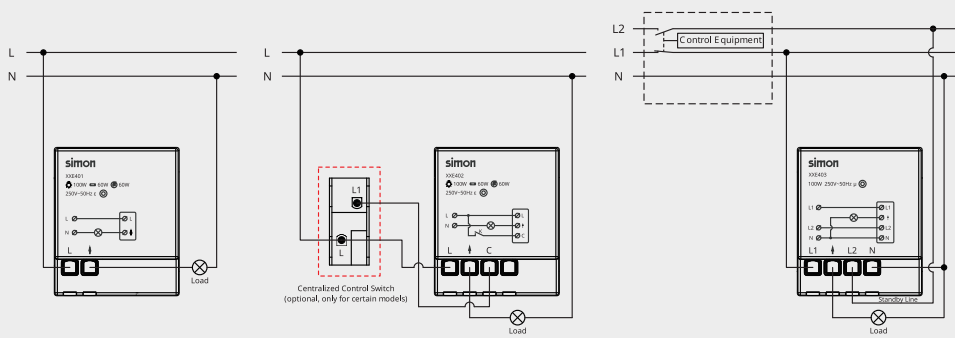 L
N
simon
XXE401
100W 60W 60W
250V~50Hz ε
L L
N
L
Load
L
N
L1
L
Centralized Control Switch
(optional, only for certain models)
simon
XXE402
100W 60W 60W
250V~50Hz ε
L L
N
C
L C
Load
L2
L1
N
Control Equipment
simon
XXE403
100W 250V~50Hz μ
L1 L1
L2 L2
N N
L1 L2 N
Standby Line
Load